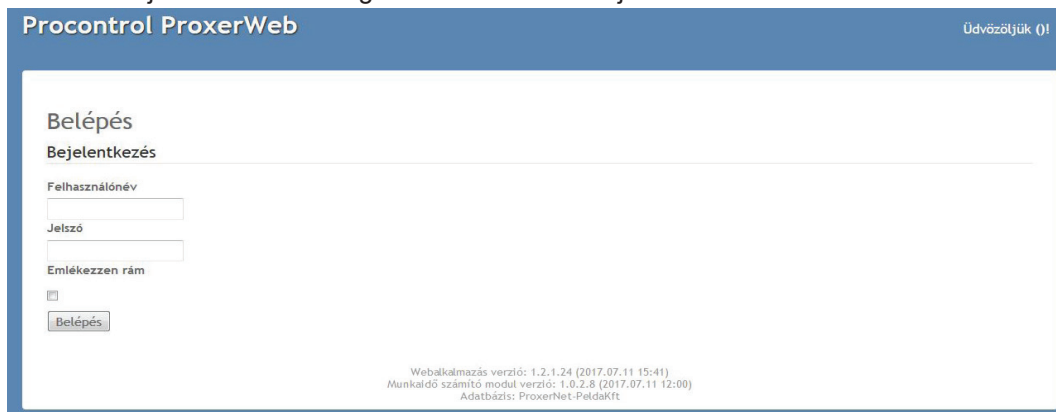 Procontrol ProxerWeb
Üdvözöljük ()!
Belépés
Bejelentkezés
Felhasználónév
Jelszó
Emlékezzen rám
Belépés
Webalkalmazás verzió: 1.2.1.24 (2017.07.11 15:41)
Munkaidő számító modul verzió: 1.0.2.8 (2017.07.11 12:00)
Adatbázis: ProxerNet-PeldaKft